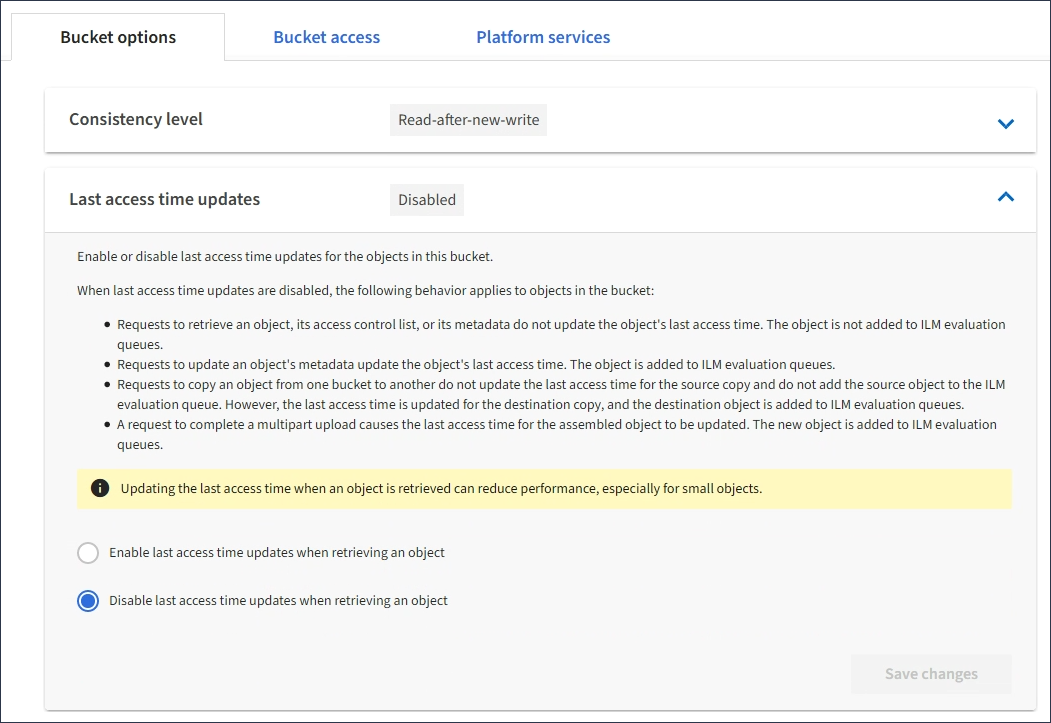 Bucket options Bucket access Platform services
Consistency level Read-after-new-write
Last access time updates Disabled
Enable or disable last access time updates for the objects in this bucket.
When last access time updates are disabled, the following behavior applies to objects in the bucket:
• Requests to retrieve an object, its access control list, or its metadata do not update the object's last access time. The object is not added to ILM evaluation
queues.
• Requests to update an object's metadata update the object's last access time. The object is added to ILM evaluation queues.
• Requests to copy an object from one bucket to another do not update the last access time for the source copy and do not add the source object to the ILM
evaluation queue. However, the last access time is updated for the destination copy, and the destination object is added to ILM evaluation queues.
• A request to complete a multipart upload causes the last access time for the assembled object to be updated. The new object is added to ILM evaluation
queues.
Updating the last access time when an object is retrieved can reduce performance, especially for small objects.
Enable last access time updates when retrieving an object
Disable last access time updates when retrieving an object
Save changes